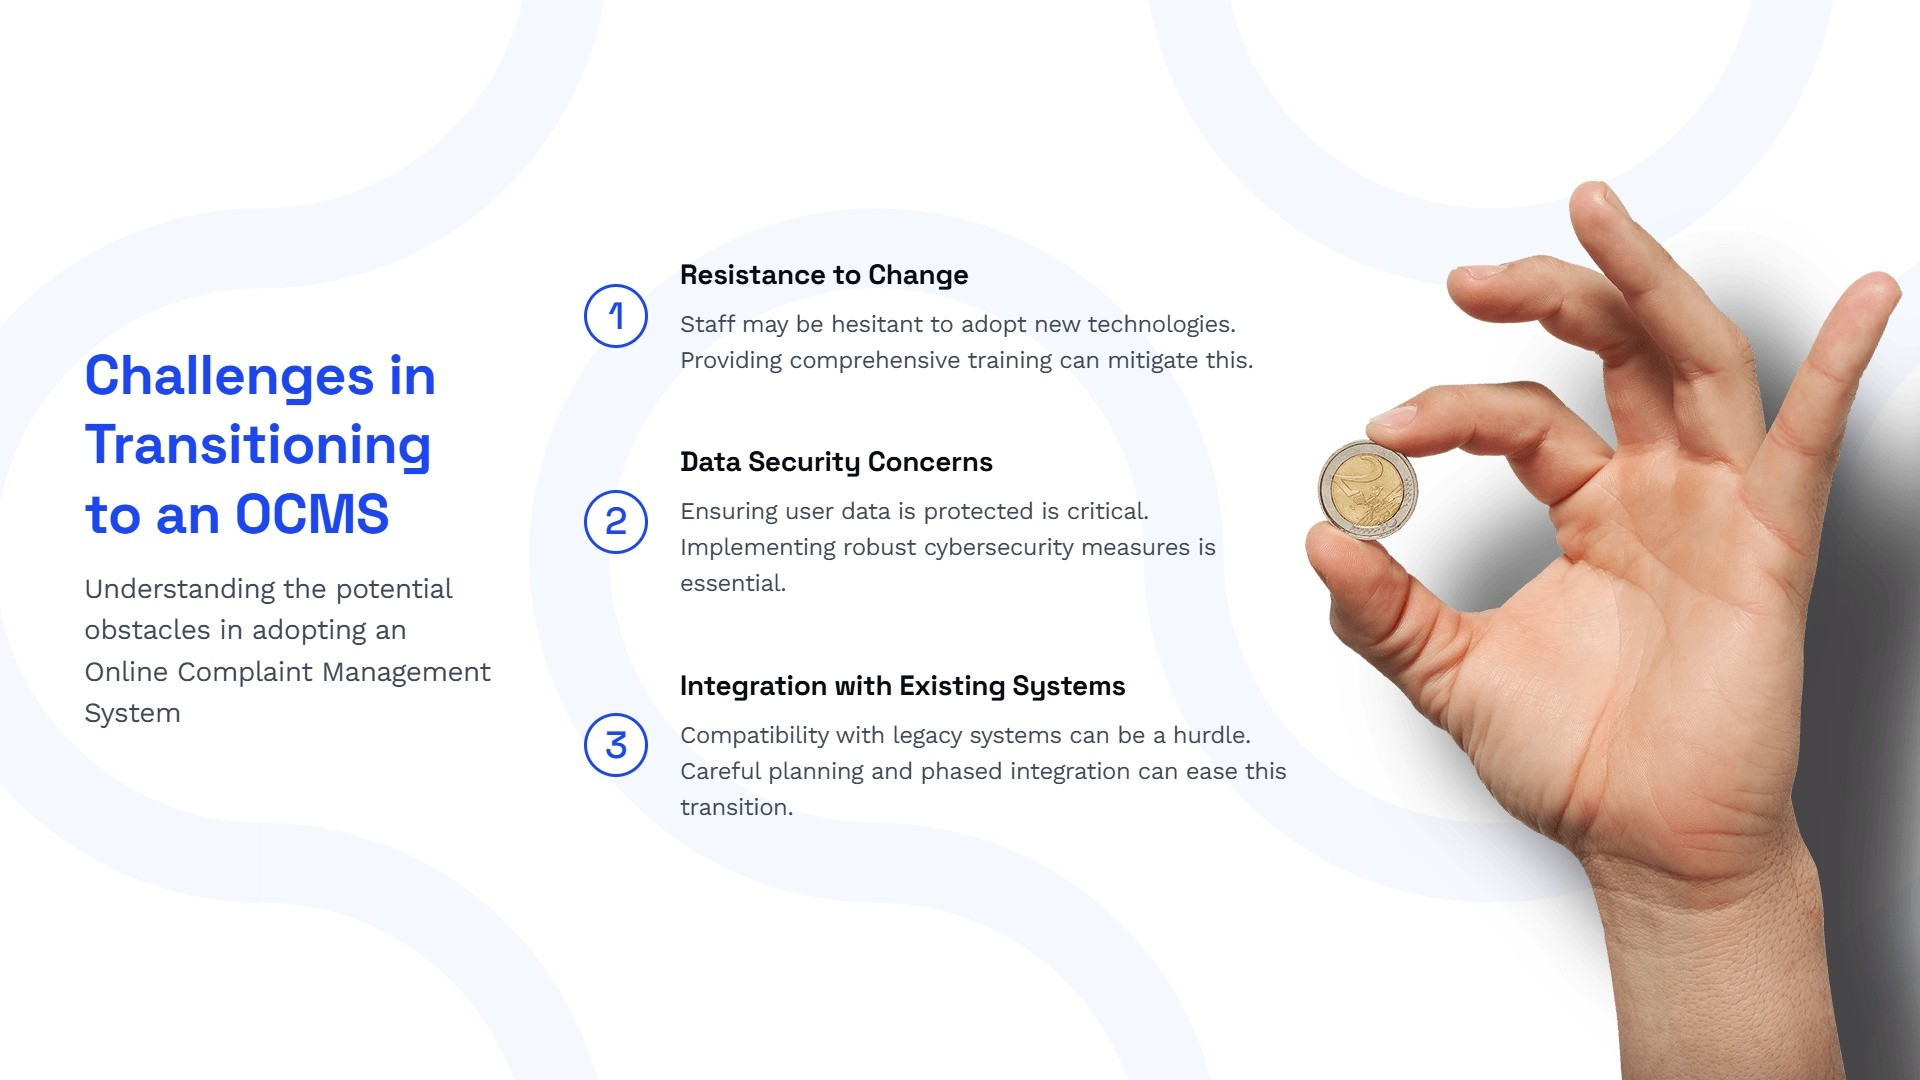 Challenges in
Transitioning
to an OCMS
Understanding the potential
obstacles in adopting an
Online Complaint Management
System
1
Resistance to Change
Staff may be hesitant to adopt new technologies.
Providing comprehensive training can mitigate this.
2
Data Security Concerns
Ensuring user data is protected is critical.
Implementing robust cybersecurity measures is
essential.
3
Integration with Existing Systems
Compatibility with legacy systems can be a hurdle.
Careful planning and phased integration can ease this
transition.
2